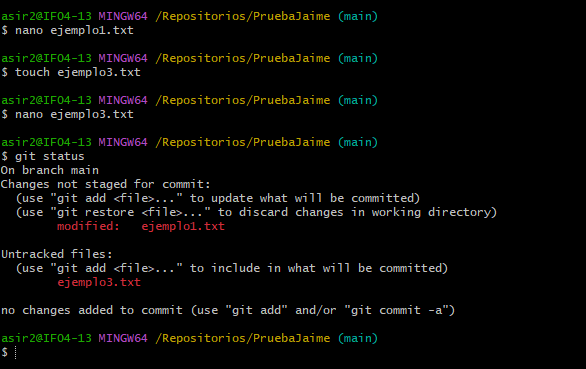 asir2@IFO4-13 MINGW64 /Repositorios/PruebaJaime (main)
$ nano ejemplo1.txt
asir2@IFO4-13 MINGW64 /Repositorios/PruebaJaime (main)
$ touch ejemplo3.txt
asir2@IFO4-13 MINGW64 /Repositorios/PruebaJaime (main)
$ nano ejemplo3.txt
asir2@IFO4-13 MINGW64 /Repositorios/PruebaJaime (main)
$ git status
On branch main
Changes not staged for commit:
  (use "git add <file>..." to update what will be committed)
  (use "git restore <file>..." to discard changes in working directory)
        modified:   ejemplo1.txt
Untracked files:
  (use "git add <file>..." to include in what will be committed)
        ejemplo3.txt
no changes added to commit (use "git add" and/or "git commit -a")
asir2@IFO4-13 MINGW64 /Repositorios/PruebaJaime (main)
$